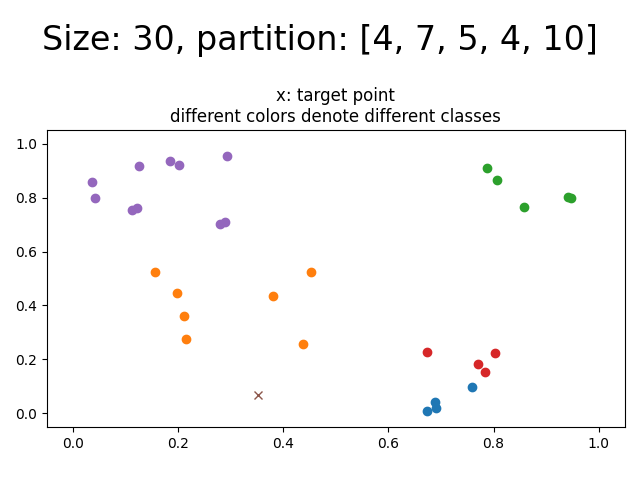 Size: 30, partition: [4, 7, 5, 4, 10]
x: target point
different colors denote different classes
1.0
0.8
0.6
0.4
0.2
0.0
0.0 0.2 0.4 0.6 0.8 1.0